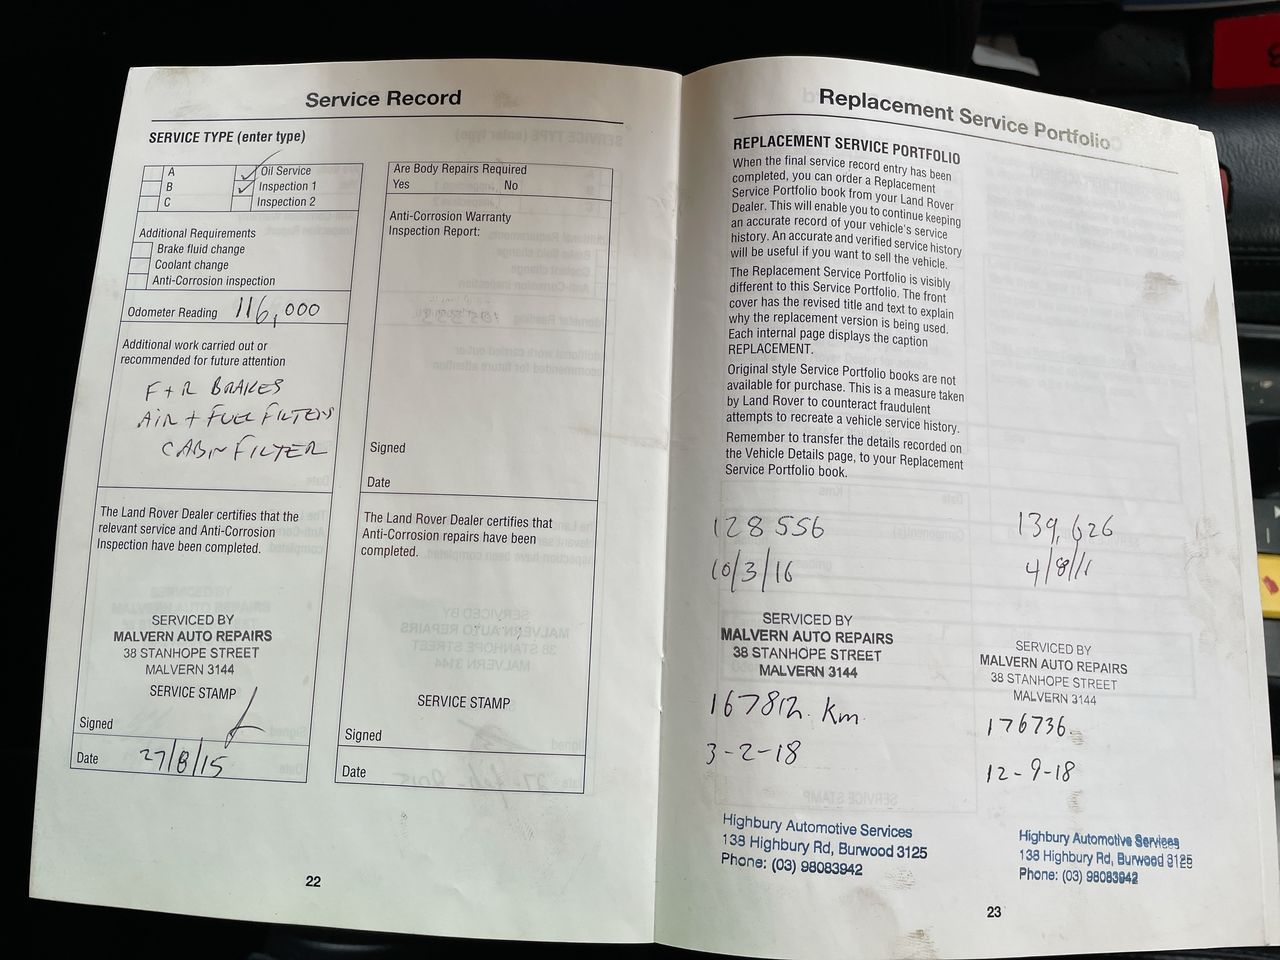 Service Record
SERVICE TYPE (enter type)
A
B
C
Oil Service
Inspection 1
Inspection 2
Additional Requirements
Brake fluid change
Coolant change
Anti-Corrosion inspection
Odometer Reading 116,000
Additional work carried out or
recommended for future attention
F + R BRAKES
AIR + FUEL FILTERS
CABIN FILTER
The Land Rover Dealer certifies that the
relevant service and Anti-Corrosion
Inspection have been completed.
SERVICED BY
MALVERN AUTO REPAIRS
38 STANHOPE STREET
MALVERN 3144
SERVICE STAMP
Signed
Date 27/8/15
Are Body Repairs Required
Yes No
Anti-Corrosion Warranty
Inspection Report:
Signed
Date
The Land Rover Dealer certifies that
Anti-Corrosion repairs have been
completed.
SERVICE STAMP
Signed
Date
22
Replacement Service Portfolio
REPLACEMENT SERVICE PORTFOLIO
When the final service record entry has been
completed, you can order a Replacement
Service Portfolio book from your Land Rover
Dealer. This will enable you to continue keeping
an accurate record of your vehicle's service
history. An accurate and verified service history
will be useful if you want to sell the vehicle.
The Replacement Service Portfolio is visibly
different to this Service Portfolio. The front
cover has the revised title and text to explain
why the replacement version is being used.
Each internal page displays the caption
REPLACEMENT.
Original style Service Portfolio books are not
available for purchase. This is a measure taken
by Land Rover to counteract fraudulent
attempts to recreate a vehicle service history.
Remember to transfer the details recorded on
the Vehicle Details page, to your Replacement
Service Portfolio book.
128556
10/3/16
SERVICED BY
MALVERN AUTO REPAIRS
38 STANHOPE STREET
MALVERN 3144
167812 Km
3-2-18
Highbury Automotive Services
138 Highbury Rd, Burwood 3125
Phone: (03) 98083942
139,626
4/8/1
SERVICED BY
MALVERN AUTO REPAIRS
38 STANHOPE STREET
MALVERN 3144
176736
12-9-18
Highbury Automotive Services
138 Highbury Rd, Burwood 3125
Phone: (03) 98083942
23